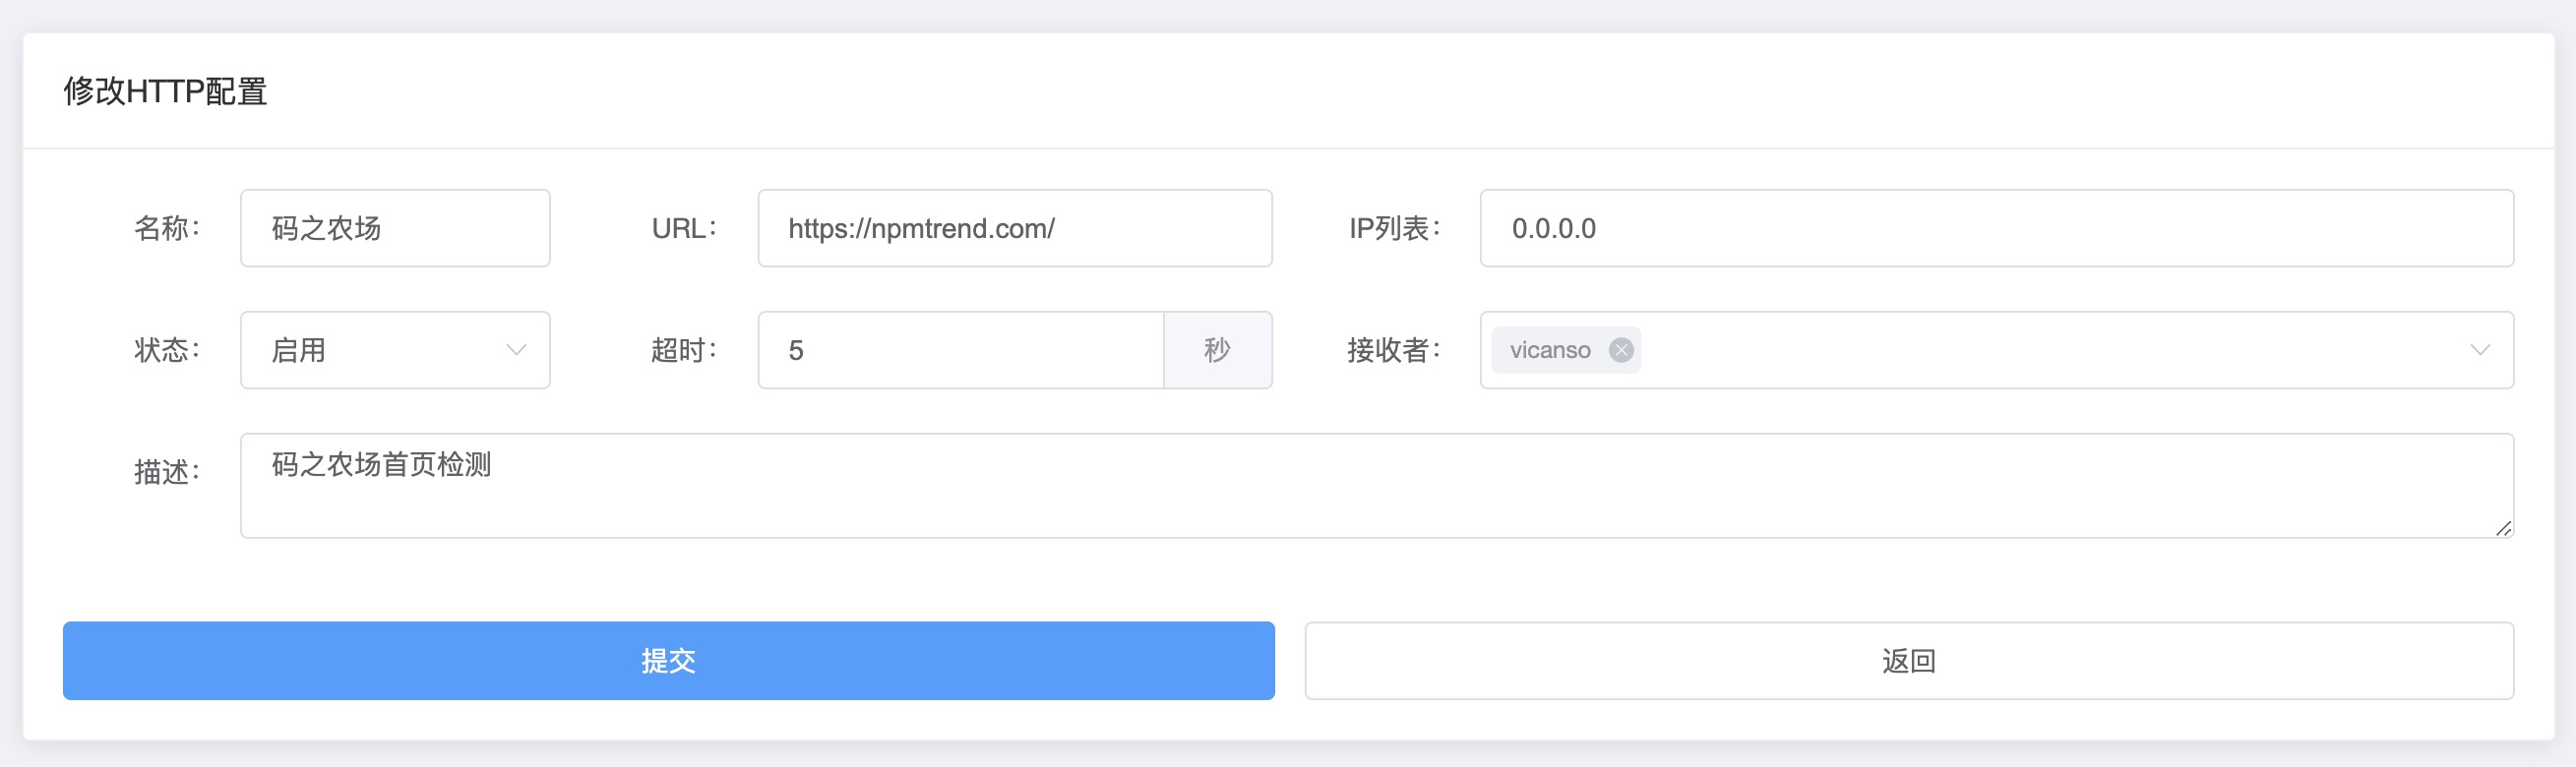 修改HTTP配置
名称： 码之农场 URL： https://npmtrend.com/ IP列表： 0.0.0.0
状态： 启用 超时： 5 秒 接收者： vicanso
描述： 码之农场首页检测
提交 返回